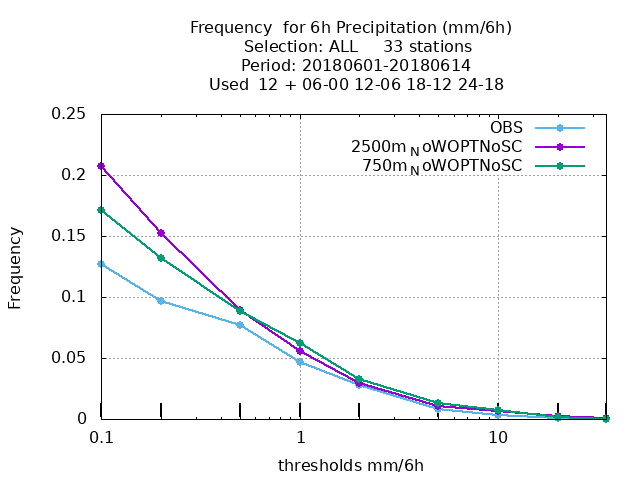 Frequency  for 6h Precipitation (mm/6h)
Selection: ALL     33 stations
Period: 20180601-20180614
Used  12 + 06-00 12-06 18-12 24-18
OBS
2500m_NoWOPTNoSC
750m_NoWOPTNoSC
0.25
0.2
0.15
0.1
0.05
0
Frequency
0.1
1
10
thresholds mm/6h